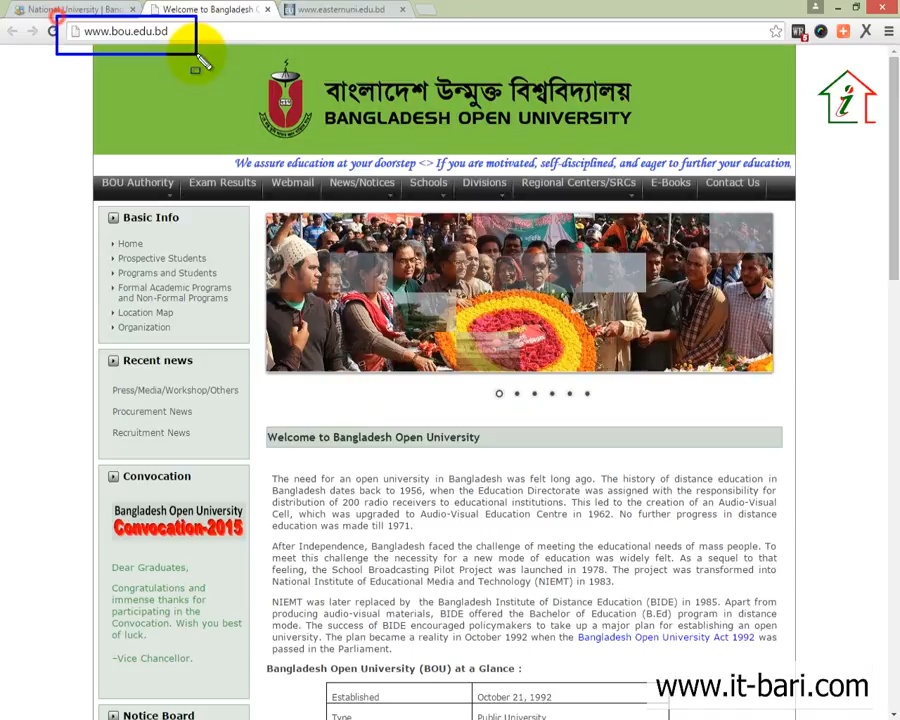 Welcome to Bangladesh
www.easternuni.edu.bd
www.bou.edu.bd
বাংলাদেশ উন্মুক্ত বিশ্ববিদ্যালয়
BANGLADESH OPEN UNIVERSITY
We assure education at your doorstep <> If you are motivated, self-disciplined, and eager to further your education,
BOU Authority Exam Results Webmail News/Notices Schools Divisions Regional Centers/SRCs E-Books Contact Us
Basic Info
Home
Prospective Students
Programs and Students
Formal Academic Programs
and Non-Formal Programs
Location Map
Organization
Recent news
Press/Media/Workshop/Others
Procurement News
Recruitment News
Convocation
Bangladesh Open University
Convocation-2015
Dear Graduates,
Congratulations and
immense thanks for
participating in the
Convocation. Wish you best
of luck.
–Vice Chancellor.
Notice Board
Welcome to Bangladesh Open University
The need for an open university in Bangladesh was felt long ago. The history of distance education in
Bangladesh dates back to 1956, when the Education Directorate was assigned with the responsibility for
distribution of 200 radio receivers to educational institutions. This led to the creation of an Audio-Visual
Cell, which was upgraded to Audio-Visual Education Centre in 1962. No further progress in distance
education was made till 1971.
After Independence, Bangladesh faced the challenge of meeting the educational needs of mass people. To
meet this challenge the necessity for a new mode of education was widely felt. As a sequel to that
feeling, the School Broadcasting Pilot Project was launched in 1978. The project was transformed into
National Institute of Educational Media and Technology (NIEMT) in 1983.
NIEMT was later replaced by the Bangladesh Institute of Distance Education (BIDE) in 1985. Apart from
producing audio-visual materials, BIDE offered the Bachelor of Education (B.Ed) program in distance
mode. The success of BIDE encouraged policymakers to take up a major plan for establishing an open
university. The plan became a reality in October 1992 when the Bangladesh Open University Act 1992 was
passed in the Parliament.
Bangladesh Open University (BOU) at a Glance :
Established October 21, 1992
Type Public University
www.it-bari.com